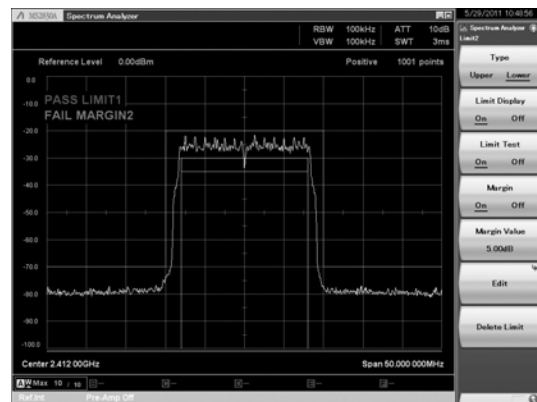 MS2830A Spectrum Analyzer
5/29/2011 10:48:56
RBW 100kHz ATT 10dB
VBW 100kHz SWT 3ms
Reference Level 0.00dBm
Positive 1001 points
0.0
PASS LIMIT1
-10.0
FAIL MARGIN2
-20.0
-30.0
-40.0
-50.0
-60.0
-70.0
-80.0
-90.0
-100.0
Center 2.412 00GHz
Span 50.000 000MHz
A W Max 10 / 10
Ref.Int Pre-Amp Off
Spectrum Analyzer
Limit2
Type
Upper Lower
Limit Display
On Off
Limit Test
On Off
Margin
On Off
Margin Value
5.00dB
Edit
Delete Limit